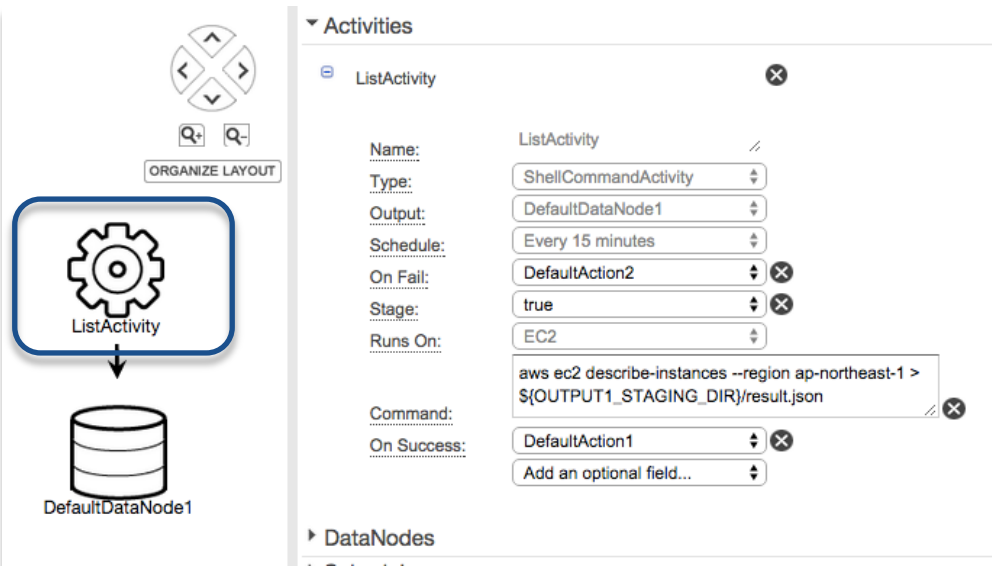 ORGANIZE LAYOUT
ListActivity
DefaultDataNode1
Activities
ListActivity
Name: ListActivity
Type: ShellCommandActivity
Output: DefaultDataNode1
Schedule: Every 15 minutes
On Fail: DefaultAction2
Stage: true
Runs On: EC2
Command: aws ec2 describe-instances --region ap-northeast-1 >
${OUTPUT1_STAGING_DIR}/result.json
On Success: DefaultAction1
Add an optional field...
DataNodes